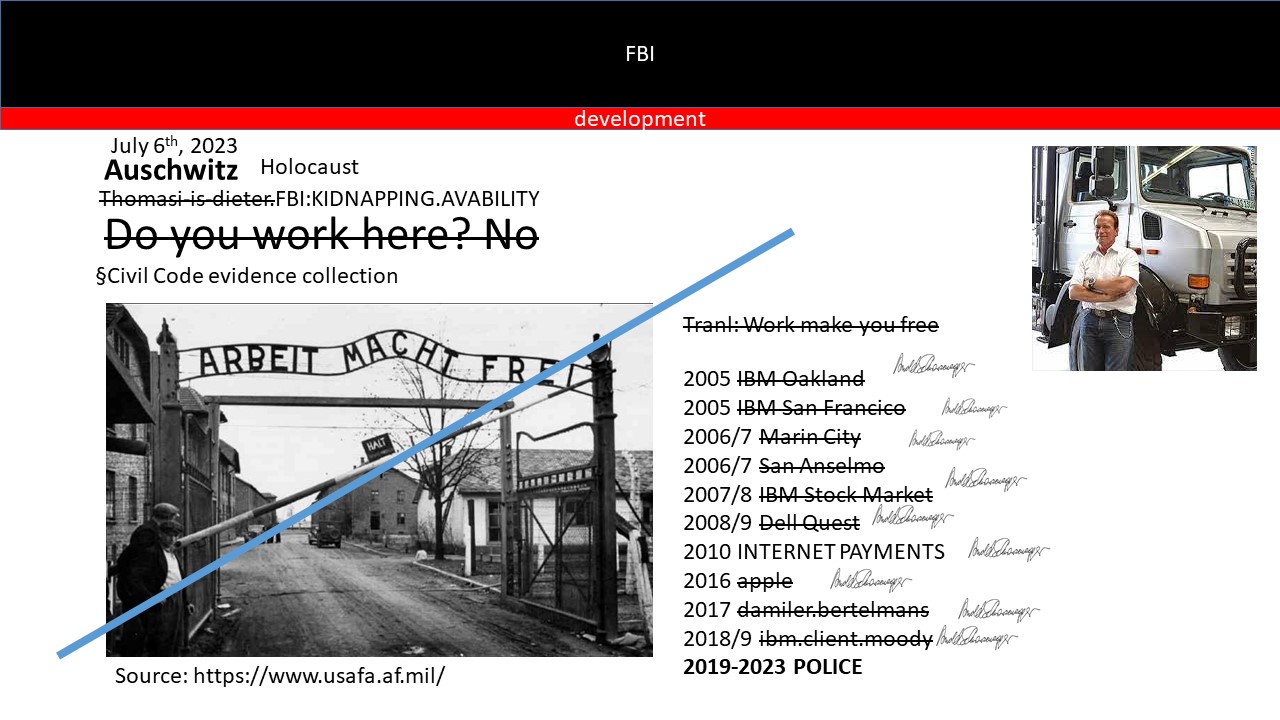 FBI
development
July 6th, 2023
Auschwitz Holocaust
Thomasi-is-dieter.FBI:KIDNAPPING.AVABILITY
Do you work here? No
§Civil Code evidence collection
ARBEIT MACHT FREI
HALT
Source: https://www.usafa.af.mil/
Tranl: Work make you free
2005 IBM Oakland
2005 IBM San Francico
2006/7 Marin City
2006/7 San Anselmo
2007/8 IBM Stock Market
2008/9 Dell Quest
2010 INTERNET PAYMENTS
2016 apple
2017 damiler.bertelmans
2018/9 ibm.client.moody
2019-2023 POLICE